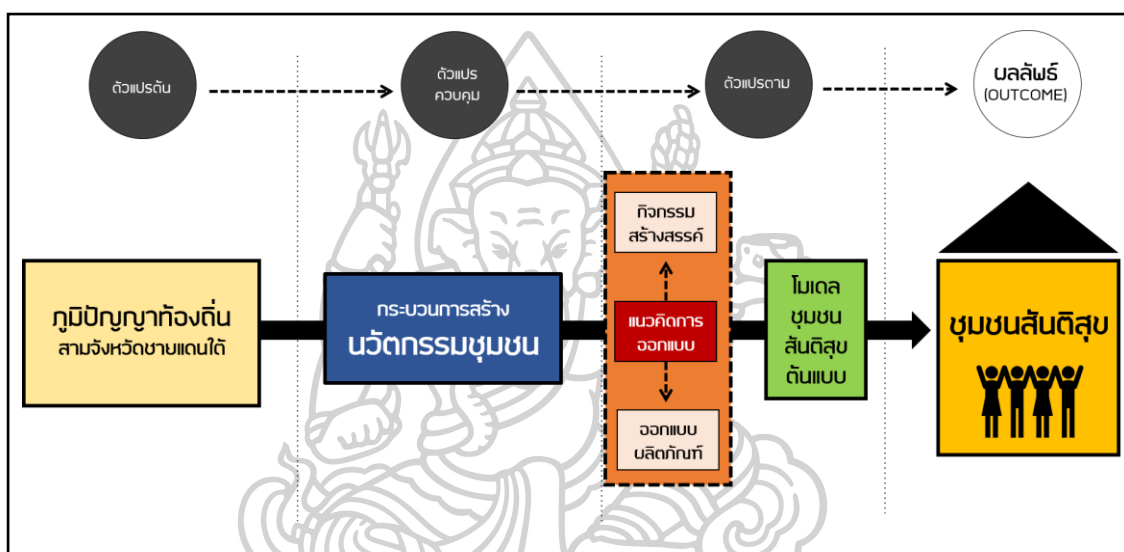 ตัวแปรต้น
ตัวแปร
ควบคุม
ตัวแปรตาม
ผลลัพธ์
(OUTCOME)
ภูมิปัญญาท้องถิ่น
สามจังหวัดชายแดนใต้
กระบวนการสร้าง
นวัตกรรมชุมชน
กิจกรรม
สร้างสรรค์
แนวคิดการ
ออกแบบ
ออกแบบ
ผลิตภัณฑ์
โมเดล
ชุมชน
สันติสุข
ต้นแบบ
ชุมชนสันติสุข